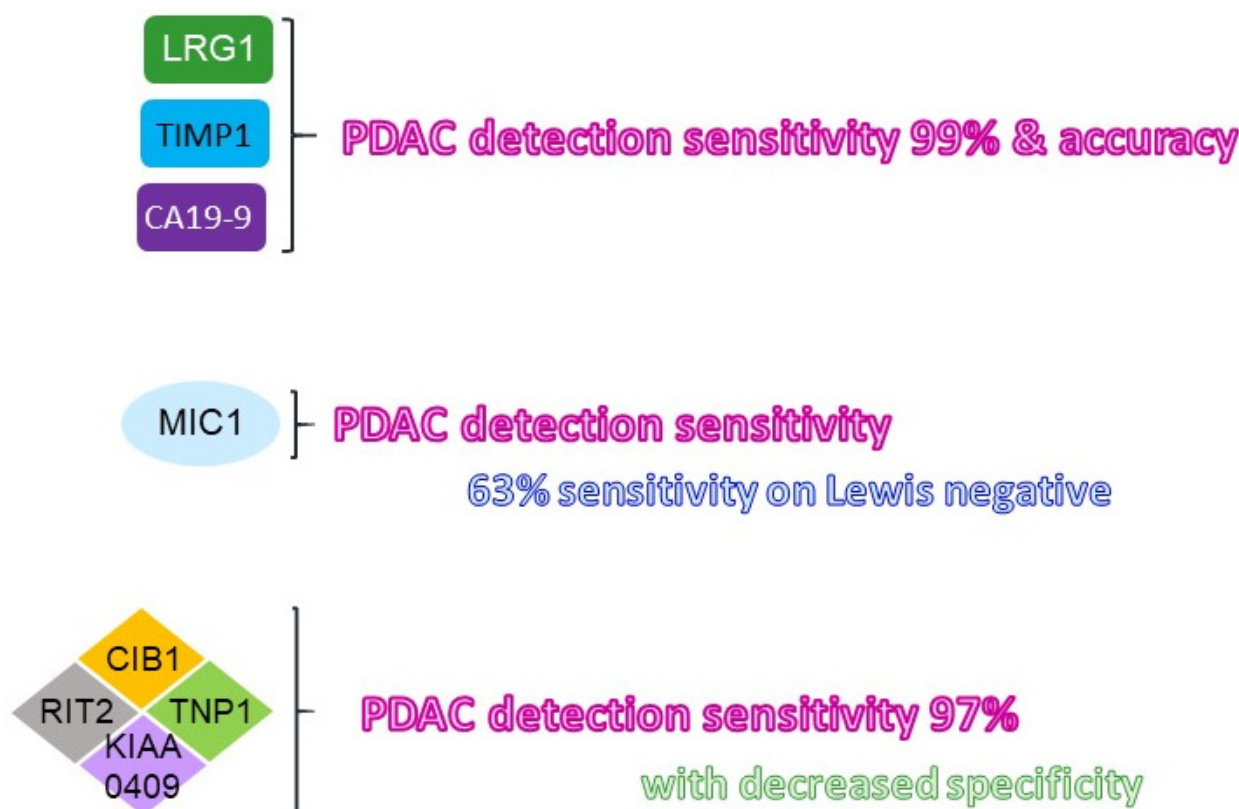 LRG1
TIMP1
CA19-9
PDAC detection sensitivity 99% & accuracy
MIC1
PDAC detection sensitivity
63% sensitivity on Lewis negative
CIB1
RIT2
TNP1
KIAA
0409
PDAC detection sensitivity 97%
with decreased specificity